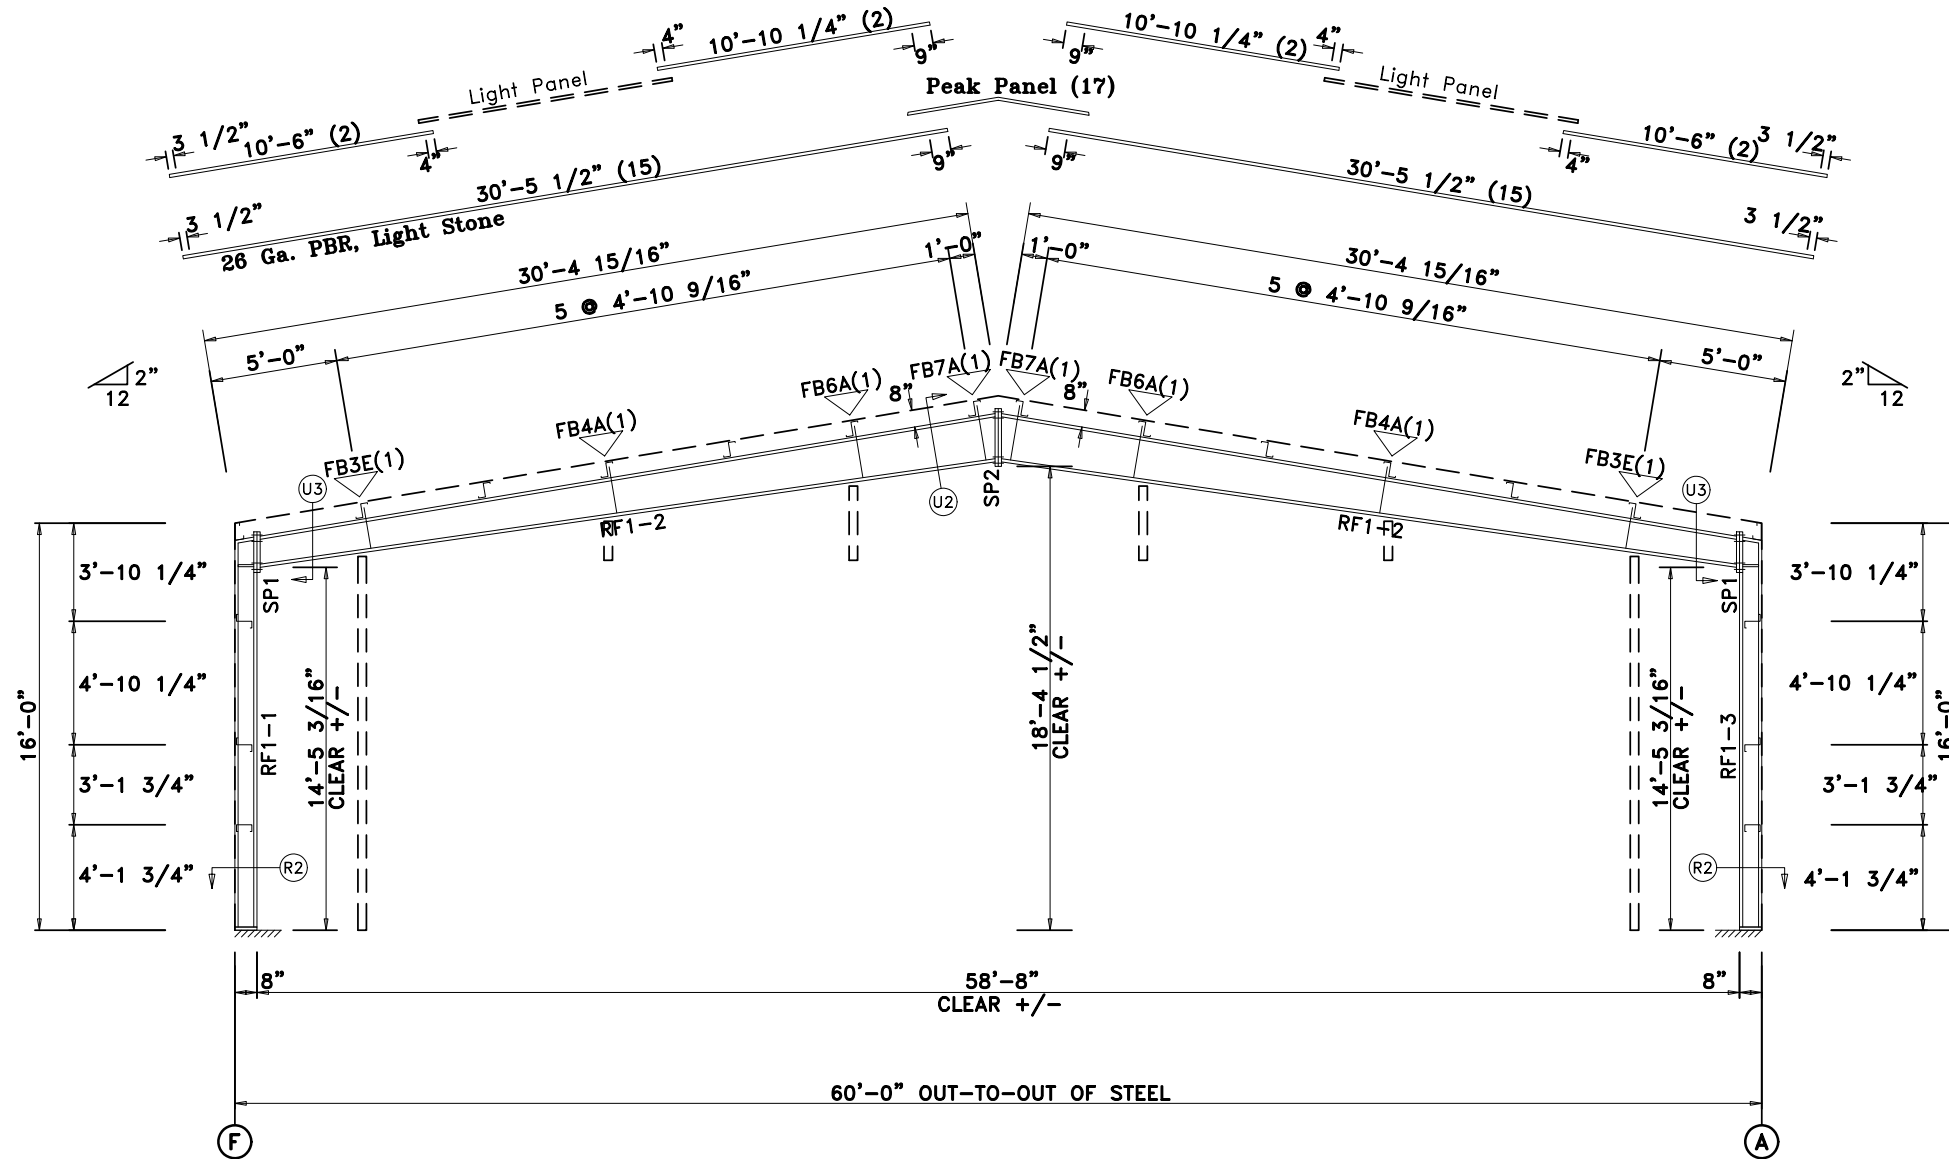 4” 10’-10 1/4” (2) 9”
10’-10 1/4” (2) 4” 9”
Light Panel
Peak Panel (17)
Light Panel
3 1/2” 10’-6” (2) 4”
10’-6” (2) 3 1/2” 4”
3 1/2” 30’-5 1/2” (15) 9”
9” 30’-5 1/2” (15) 3 1/2”
26 Ga. PBR, Light Stone
30’-4 15/16”
30’-4 15/16”
5’-0” 5 @ 4’-10 9/16” 1’-0”
1’-0” 5 @ 4’-10 9/16” 5’-0”
2”
12
2”
12
FB3E(1) FB4A(1) FB6A(1) FB7A(1) FB7A(1) FB6A(1) FB4A(1) FB3E(1)
8” 8”
U3 U2 U3
RF1-2 SP2 RF1-2
SP1 SP1
16’-0”
3’-10 1/4”
4’-10 1/4”
3’-1 3/4”
4’-1 3/4”
RF1-1
14’-5 3/16”
CLEAR +/-
R2
18’-4 1/2”
CLEAR +/-
14’-5 3/16”
CLEAR +/-
RF1-3
R2
3’-10 1/4”
4’-10 1/4”
3’-1 3/4”
4’-1 3/4”
16’-0”
8” 58’-8” 8”
CLEAR +/-
60’-0” OUT-TO-OUT OF STEEL
F A